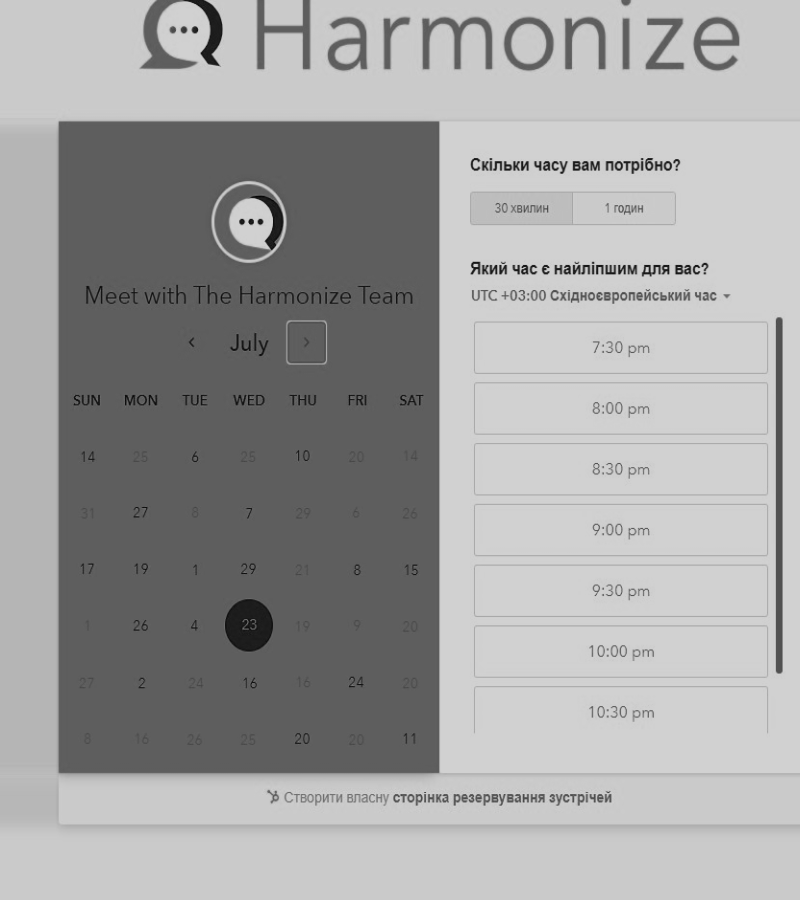 Harmonize
Meet with The Harmonize Team
July
SUN MON TUE WED THU FRI SAT
14 25 6 25 10 20 14
31 27 8 7 29 6 26
17 19 1 29 21 8 15
1 26 4 23 19 9 20
27 2 24 16 16 24 20
8 16 26 25 20 20 11
Скільки часу вам потрібно?
30 хвилин 1 годин
Який час є найліпшим для вас?
UTC +03:00 Східноєвропейський час
7:30 pm
8:00 pm
8:30 pm
9:00 pm
9:30 pm
10:00 pm
10:30 pm
Створити власну сторінка резервування зустрічей